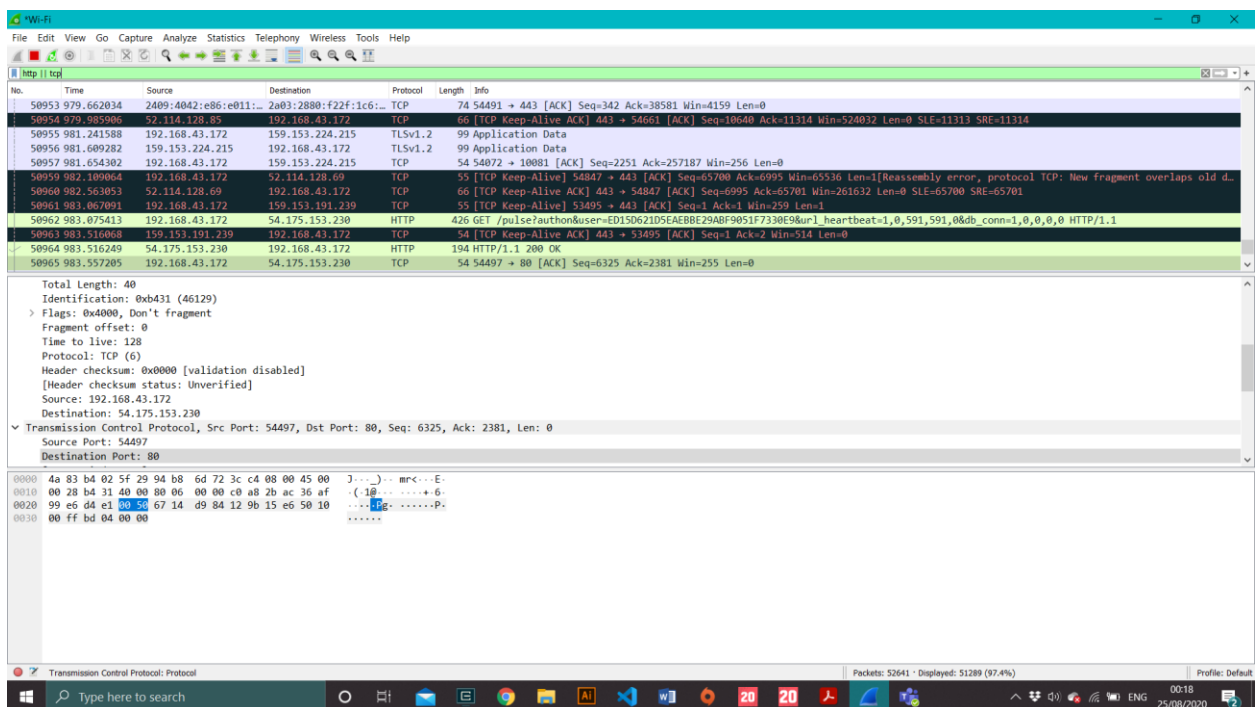 *Wi-Fi
File Edit View Go Capture Analyze Statistics Telephony Wireless Tools Help
http || tcp
No. Time Source Destination Protocol Length Info
50953 979.662034 2409:4042:e86:e011:… 2a03:2880:f22f:1c6:… TCP 74 54491 → 443 [ACK] Seq=342 Ack=38581 Win=4159 Len=0
50954 979.985906 52.114.128.85 192.168.43.172 TCP 66 [TCP Keep-Alive ACK] 443 → 54661 [ACK] Seq=10640 Ack=11314 Win=524032 Len=0 SLE=11313 SRE=11314
50955 981.241588 192.168.43.172 159.153.224.215 TLSv1.2 99 Application Data
50956 981.609282 159.153.224.215 192.168.43.172 TLSv1.2 99 Application Data
50957 981.654302 192.168.43.172 159.153.224.215 TCP 54 54072 → 10081 [ACK] Seq=2251 Ack=257187 Win=256 Len=0
50959 982.109064 192.168.43.172 52.114.128.69 TCP 55 [TCP Keep-Alive] 54847 → 443 [ACK] Seq=65700 Ack=6995 Win=65536 Len=1[Reassembly error, protocol TCP: New fragment overlaps old d…
50960 982.563053 52.114.128.69 192.168.43.172 TCP 66 [TCP Keep-Alive ACK] 443 → 54847 [ACK] Seq=6995 Ack=65701 Win=261632 Len=0 SLE=65700 SRE=65701
50961 983.067091 192.168.43.172 159.153.191.239 TCP 55 [TCP Keep-Alive] 53495 → 443 [ACK] Seq=1 Ack=1 Win=259 Len=1
50962 983.075413 192.168.43.172 54.175.153.230 HTTP 426 GET /pulse?authon&user=ED15D621D5EAEBBE29ABF9051F7330E9&url_heartbeat=1,0,591,591,0&db_conn=1,0,0,0,0 HTTP/1.1
50963 983.516068 159.153.191.239 192.168.43.172 TCP 54 [TCP Keep-Alive ACK] 443 → 53495 [ACK] Seq=1 Ack=2 Win=514 Len=0
50964 983.516249 54.175.153.230 192.168.43.172 HTTP 194 HTTP/1.1 200 OK
50965 983.557205 192.168.43.172 54.175.153.230 TCP 54 54497 → 80 [ACK] Seq=6325 Ack=2381 Win=255 Len=0
Total Length: 40
Identification: 0xb431 (46129)
Flags: 0x4000, Don't fragment
Fragment offset: 0
Time to live: 128
Protocol: TCP (6)
Header checksum: 0x0000 [validation disabled]
[Header checksum status: Unverified]
Source: 192.168.43.172
Destination: 54.175.153.230
Transmission Control Protocol, Src Port: 54497, Dst Port: 80, Seq: 6325, Ack: 2381, Len: 0
Source Port: 54497
Destination Port: 80
0000 4a 83 b4 02 5f 29 94 b8 6d 72 3c c4 08 00 45 00 J···_)·· mr<···E·
0010 00 28 b4 31 40 00 80 06 00 00 c0 a8 2b ac 36 af ·(·1@··· ····+·6·
0020 99 e6 d4 e1 00 50 67 14 d9 84 12 9b 15 e6 50 10 ·····Pg· ······P·
0030 00 ff bd 04 00 00 ······
Transmission Control Protocol: Protocol
Packets: 52641 · Displayed: 51289 (97.4%)
Profile: Default
Type here to search
Ai
20
20
ENG
00:18
25/08/2020
2